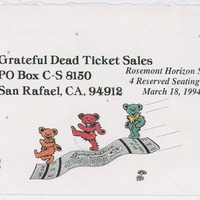 Grateful Dead Ticket Sales
PO Box C-S 8150
San Rafael, CA. 94912
Rosemont Horizon S
4 Reserved Seating
March 18, 1994